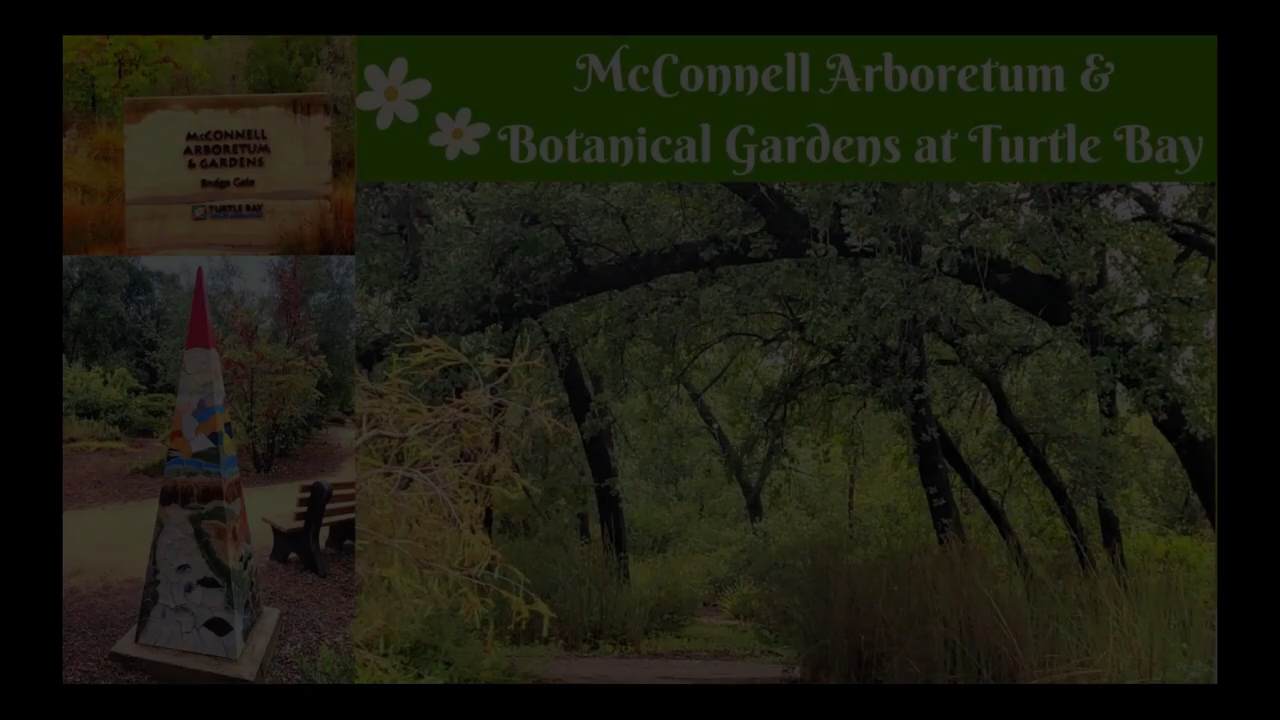 McConnell Arboretum &
Botanical Gardens at Turtle Bay
McCONNELL
ARBORETUM
& GARDENS
Bridge Gate
TURTLE BAY